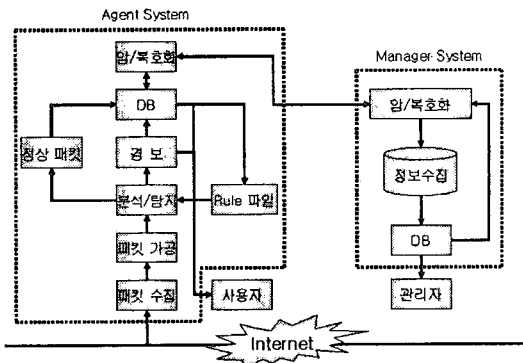 Agent System
Manager System
암/복호화
DB
정상 패킷
경 보
분석/탐지
Rule 파일
패킷 가공
패킷 수집
사용자
암/복호화
정보수집
DB
관리자
Internet